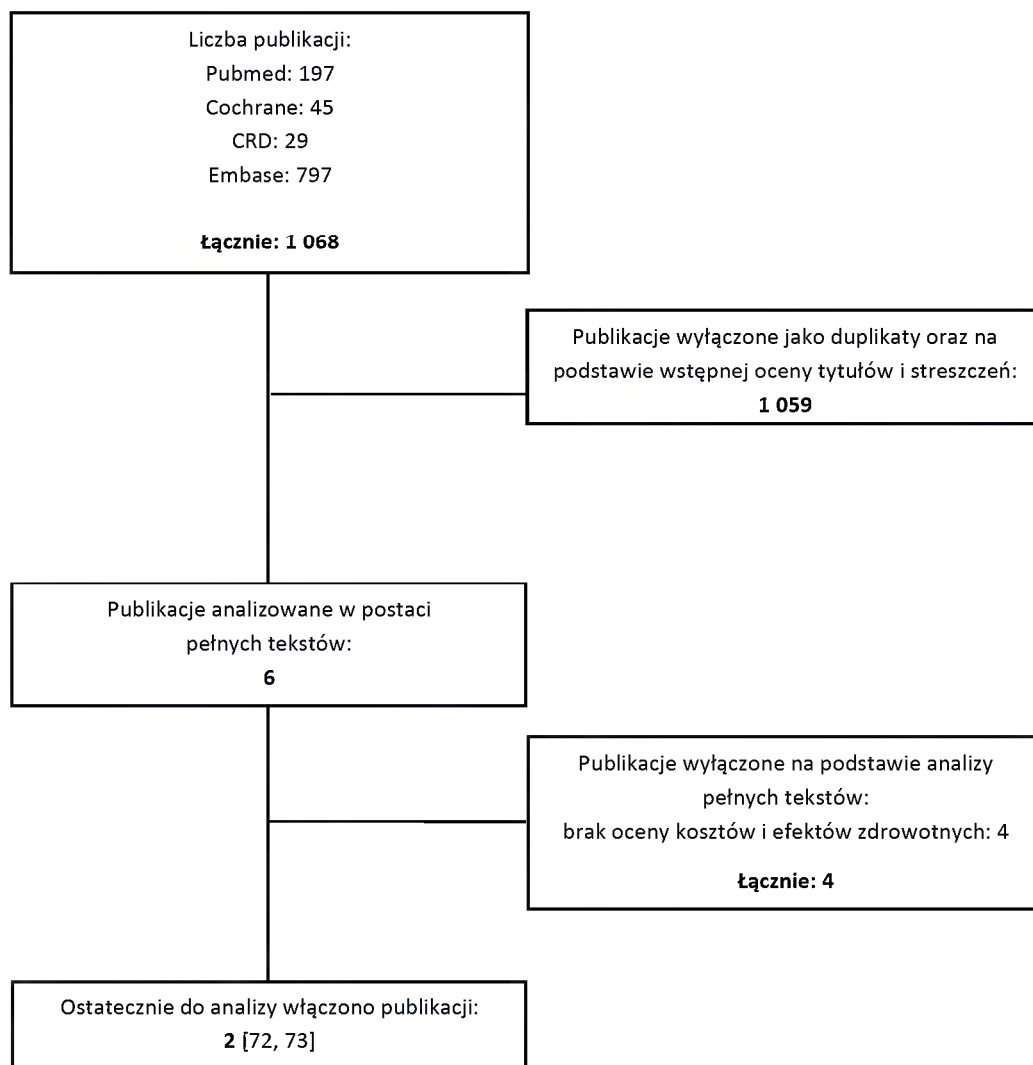 Liczba publikacji:
Pubmed: 197
Cochrane: 45
CRD: 29
Embase: 797
Łącznie: 1 068
Publikacje wyłączone jako duplikaty oraz na
podstawie wstępnej oceny tytułów i streszczeń:
1 059
Publikacje analizowane w postaci
pełnych tekstów:
6
Publikacje wyłączone na podstawie analizy
pełnych tekstów:
brak oceny kosztów i efektów zdrowotnych: 4
Łącznie: 4
Ostatecznie do analizy włączono publikacji:
2 [72, 73]